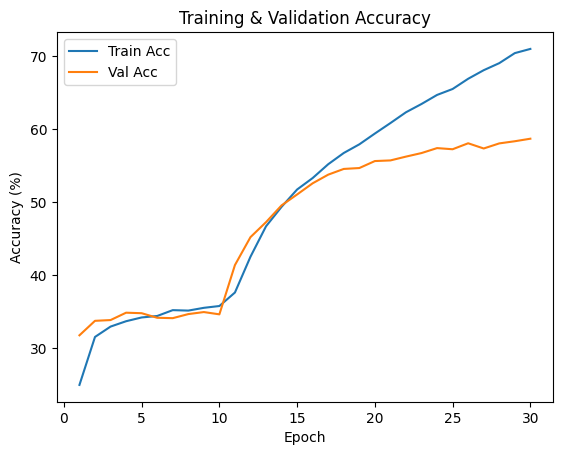 Training & Validation Accuracy
Train Acc
Val Acc
Accuracy (%)
70
60
50
40
30
0 5 10 15 20 25 30
Epoch